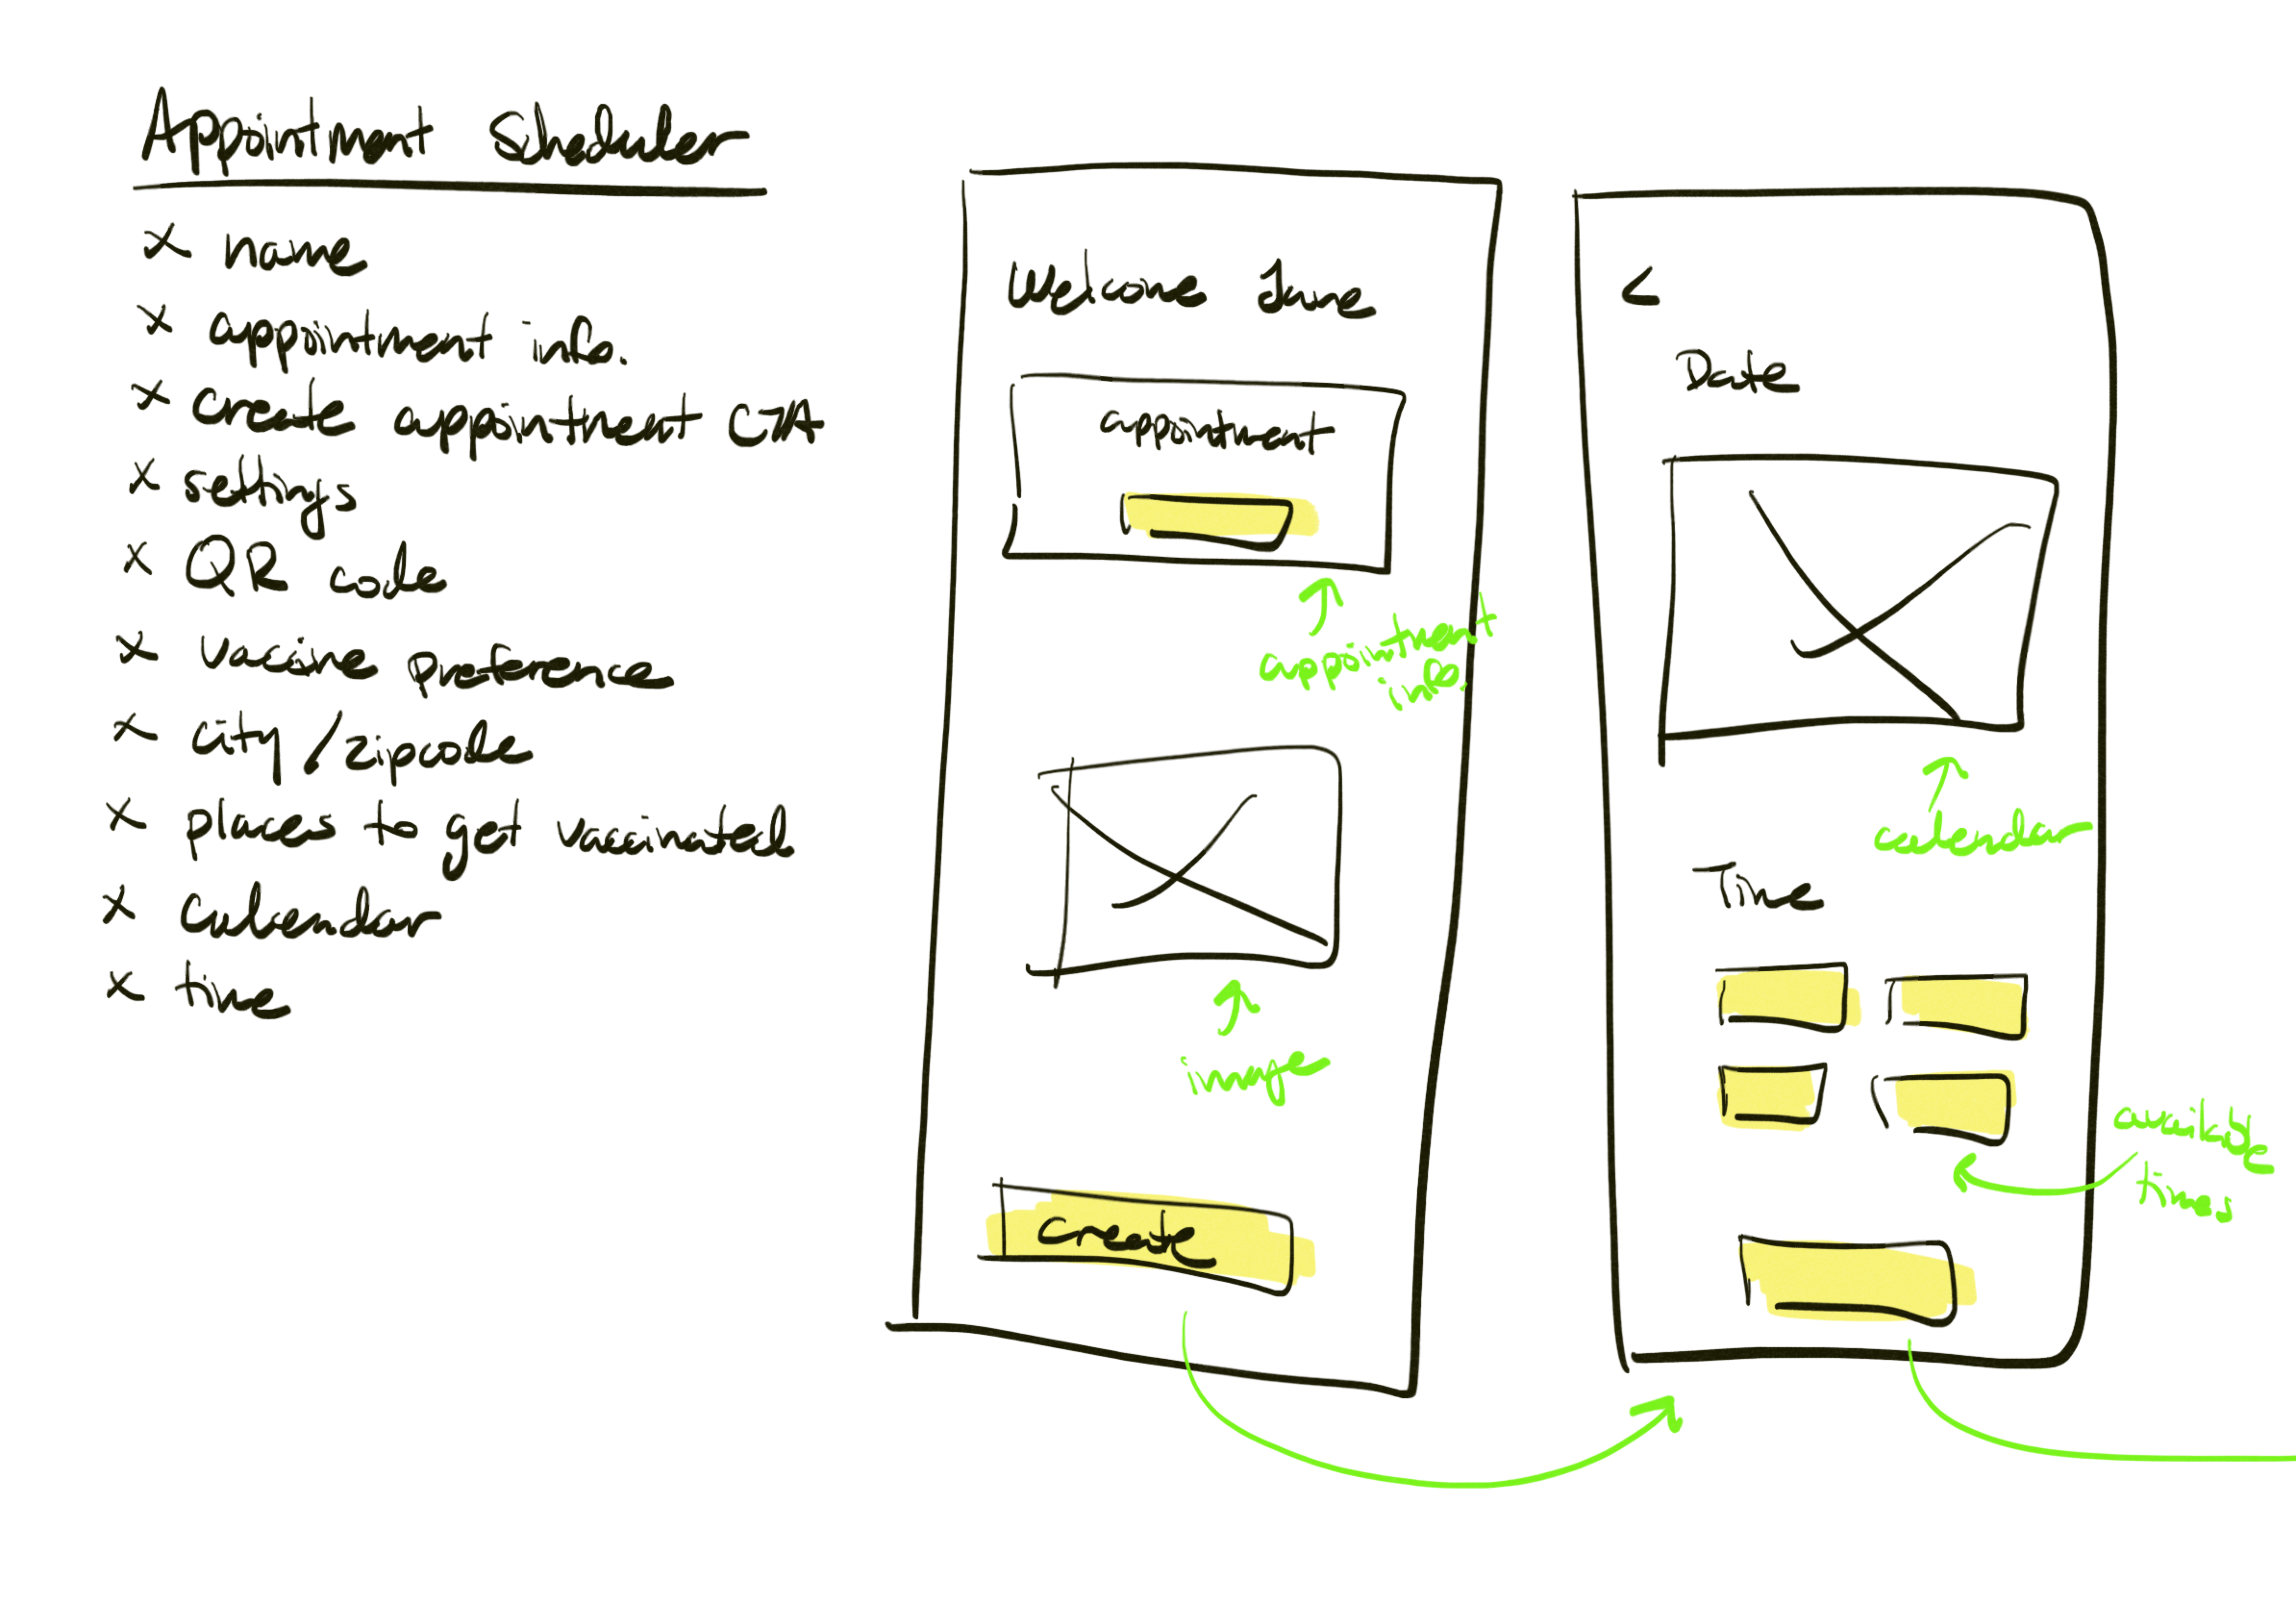 Appointment Scheduler
x name
x appointment info.
x create appointment CTA
x settings
x QR code
x vaccine preference
x city/zipcode
x places to get vaccinated
x calendar
x time
Welcome Jane
appointment
appointment
info.
image
create
<
Date
calendar
Time
available
times